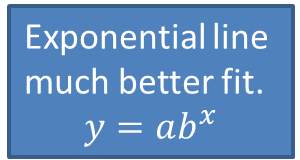 Exponential line
much better fit.
y = ab^x